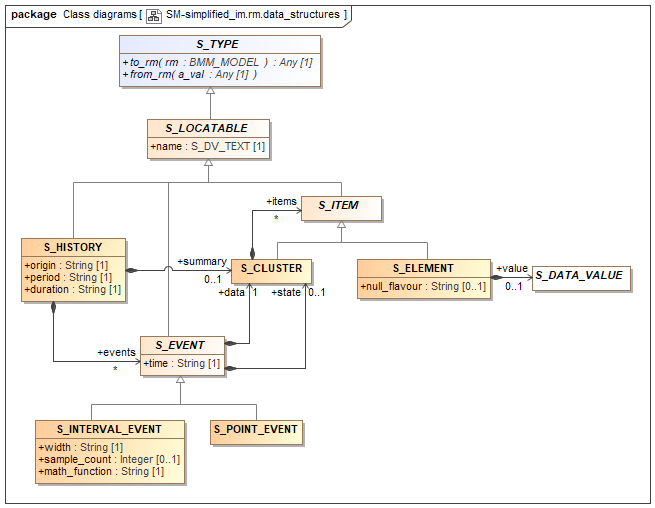 package Class diagrams [ SM-simplified_im.rm.data_structures ]
S_TYPE
+to_rm( rm : BMM_MODEL ) : Any [1]
+from_rm( a_val : Any [1] )
S_LOCATABLE
+name : S_DV_TEXT [1]
+items
*
S_ITEM
S_HISTORY
+origin : String [1]
+period : String [1]
+duration : String [1]
+summary
0..1
S_CLUSTER
S_ELEMENT
+null_flavour : String [0..1]
+value
0..1
S_DATA_VALUE
+data 1
+state 0..1
+events
*
S_EVENT
+time : String [1]
S_INTERVAL_EVENT
+width : String [1]
+sample_count : Integer [0..1]
+math_function : String [1]
S_POINT_EVENT